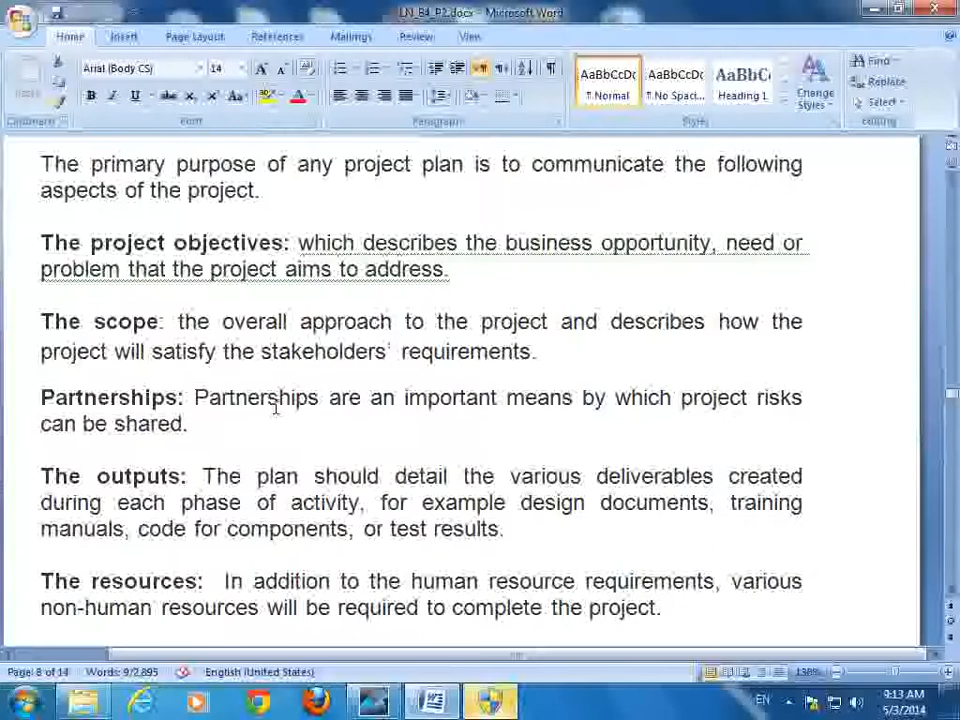 LN_B4_P2.docx - Microsoft Word
Home Insert Page Layout References Mailings Review View
Arial (Body CS) 14 Find
AaBbCcDc AaBbCcDc AaBbC Replace
B I U abc Aa A ¶ Normal ¶ No Spaci... Heading 1 Change Styles Select
Clipboard Font Paragraph Styles Editing
The primary purpose of any project plan is to communicate the following
aspects of the project.
The project objectives: which describes the business opportunity, need or
problem that the project aims to address.
The scope: the overall approach to the project and describes how the
project will satisfy the stakeholders' requirements.
Partnerships: Partnerships are an important means by which project risks
can be shared.
The outputs: The plan should detail the various deliverables created
during each phase of activity, for example design documents, training
manuals, code for components, or test results.
The resources: In addition to the human resource requirements, various
non-human resources will be required to complete the project.
Page: 8 of 14 Words: 9/2,895 English (United States) 138%
EN 9:13 AM
5/3/2014